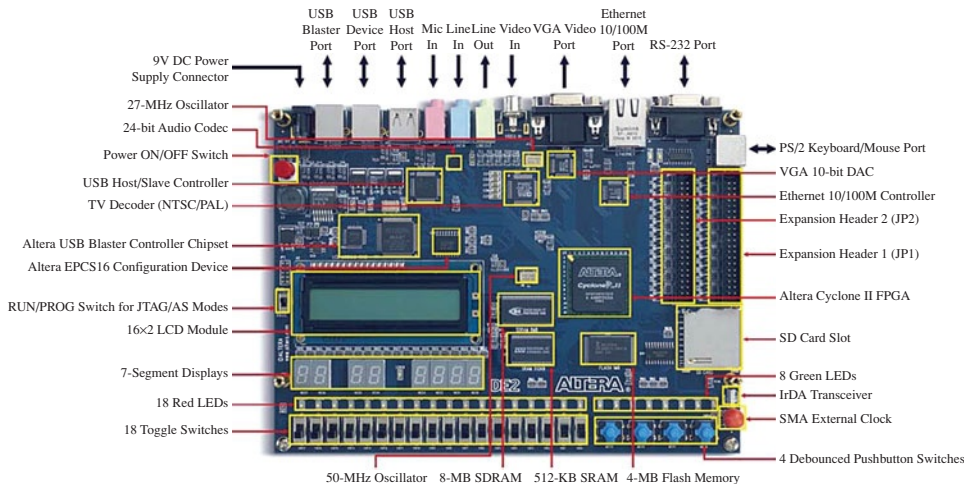 USB
Blaster
Port
USB
Device
Port
USB
Host
Port
Mic
In
Line
In
Line
Out
Video
In
VGA Video
Port
Ethernet
10/100M
Port
RS-232 Port
9V DC Power
Supply Connector
27-MHz Oscillator
24-bit Audio Codec
Power ON/OFF Switch
USB Host/Slave Controller
TV Decoder (NTSC/PAL)
Altera USB Blaster Controller Chipset
Altera EPCS16 Configuration Device
RUN/PROG Switch for JTAG/AS Modes
16×2 LCD Module
7-Segment Displays
18 Red LEDs
18 Toggle Switches
50-MHz Oscillator
8-MB SDRAM
512-KB SRAM
4-MB Flash Memory
PS/2 Keyboard/Mouse Port
VGA 10-bit DAC
Ethernet 10/100M Controller
Expansion Header 2 (JP2)
Expansion Header 1 (JP1)
Altera Cyclone II FPGA
SD Card Slot
8 Green LEDs
IrDA Transceiver
SMA External Clock
4 Debounced Pushbutton Switches
ALTERA
Cyclone II
DE2
ALTERA